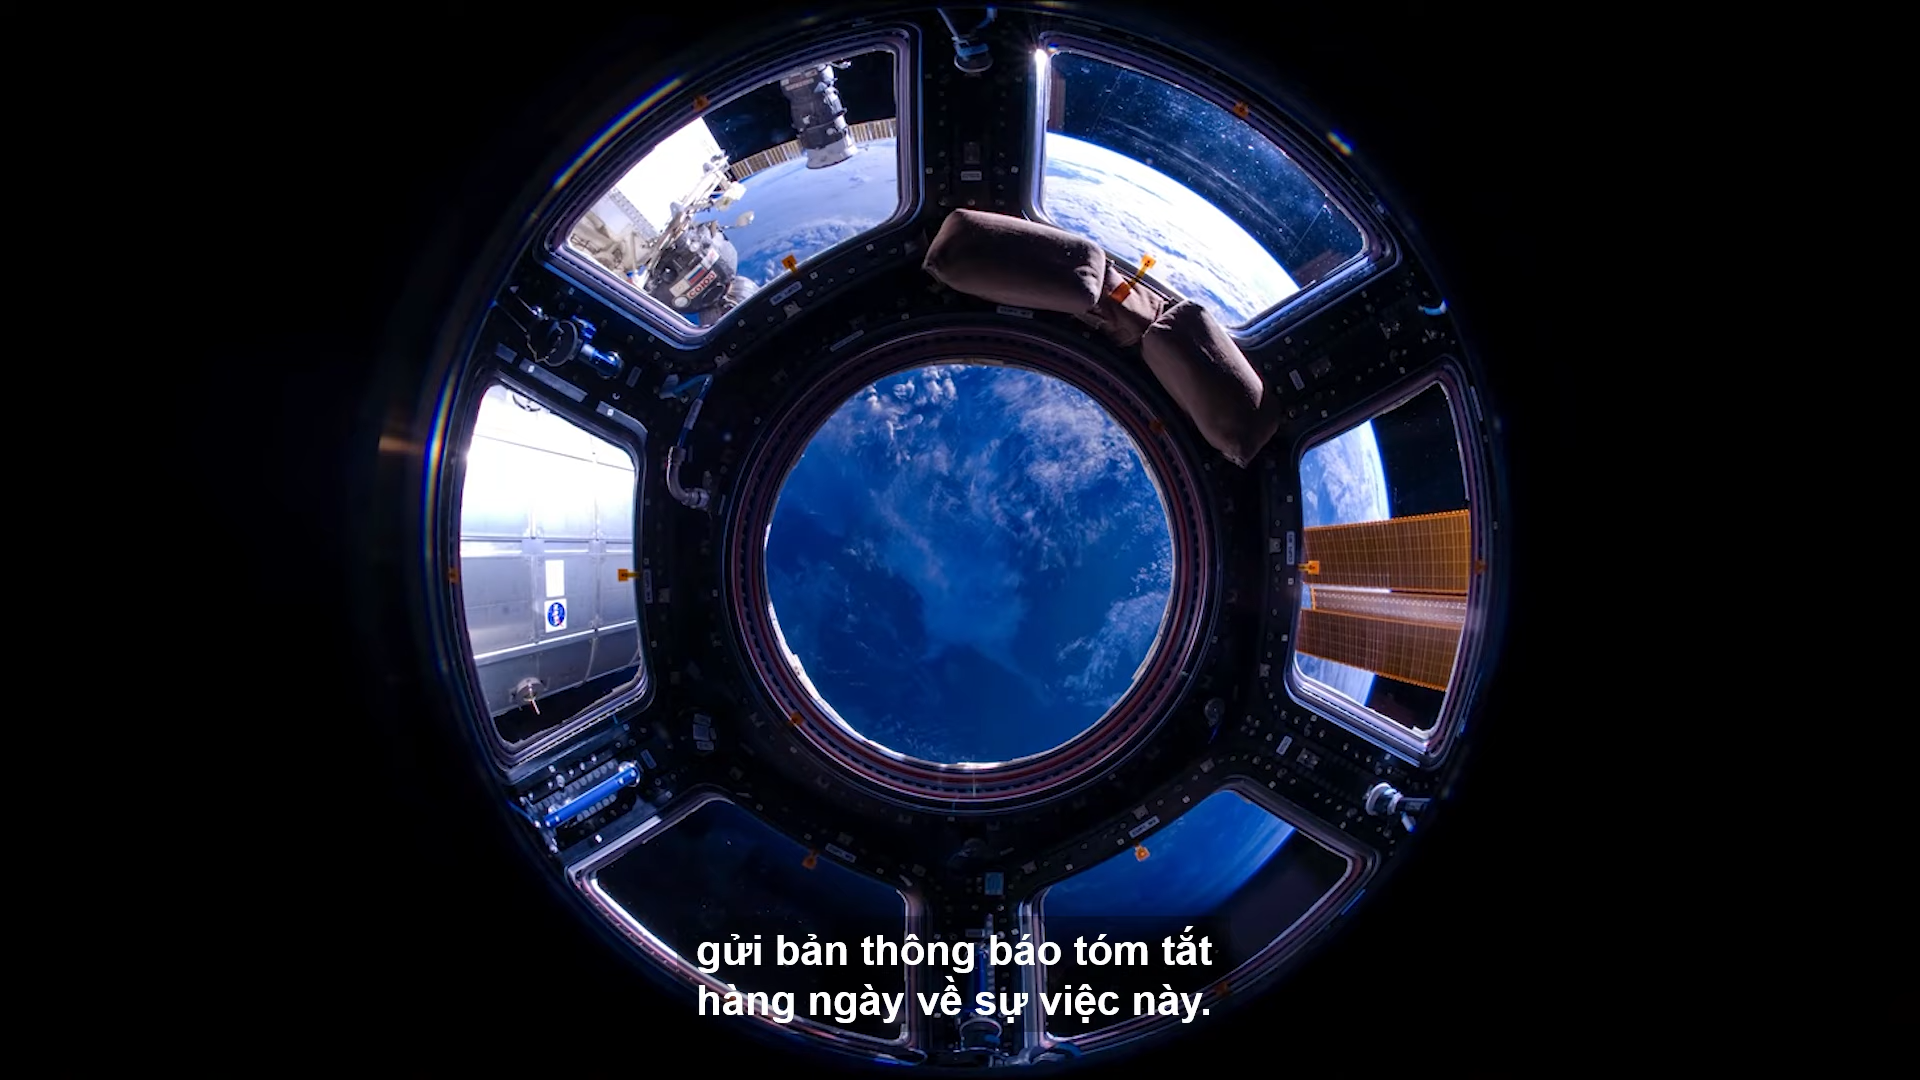 gửi bản thông báo tóm tắt
hàng ngày về sự việc này.